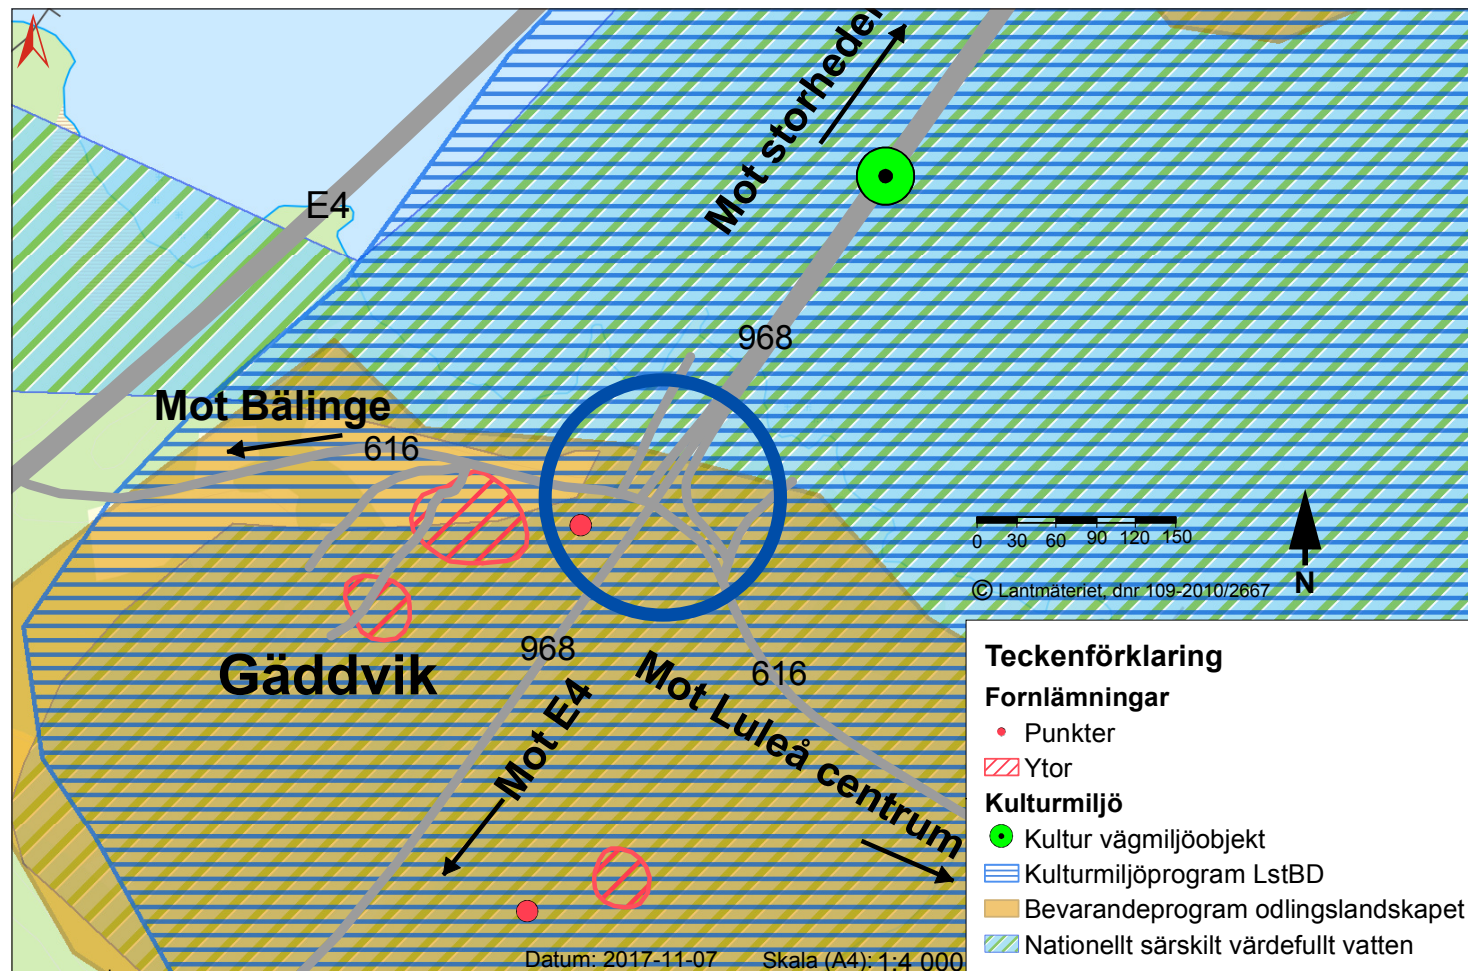 Mot storheden
E4
968
Mot Bälinge
616
0 30 60 90 120 150
© Lantmäteriet, dnr 109-2010/2667
N
968
Gäddvik
616
Mot E4
Mot Luleå centrum
Teckenförklaring
Fornlämningar
Punkter
Ytor
Kulturmiljö
Kultur vägmiljöobjekt
Kulturmiljöprogram LstBD
Bevarandeprogram odlingslandskapet
Nationellt särskilt värdefullt vatten
Datum: 2017-11-07 Skala (A4): 1:4 000